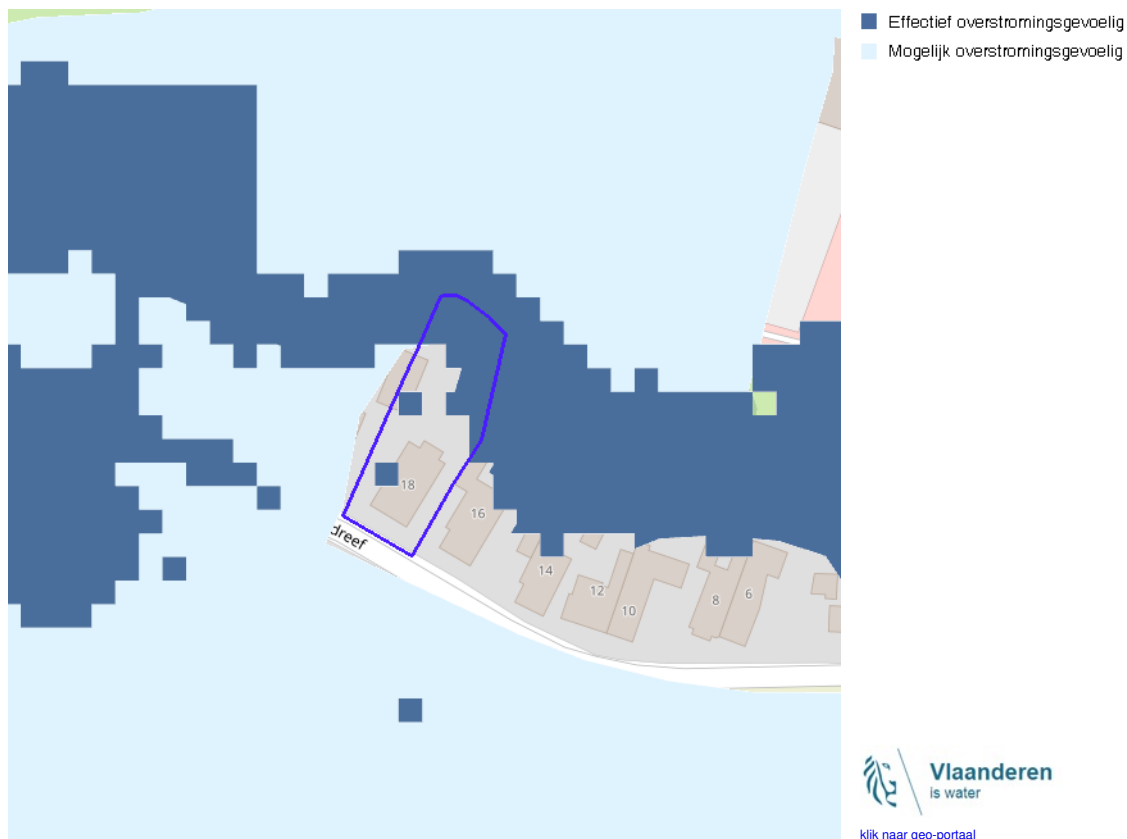 Effectief overstromingsgevoelig
Mogelijk overstromingsgevoelig
18
16
dreef
14
12
10
8
6
Vlaanderen
is water
klik naar geo-portaal